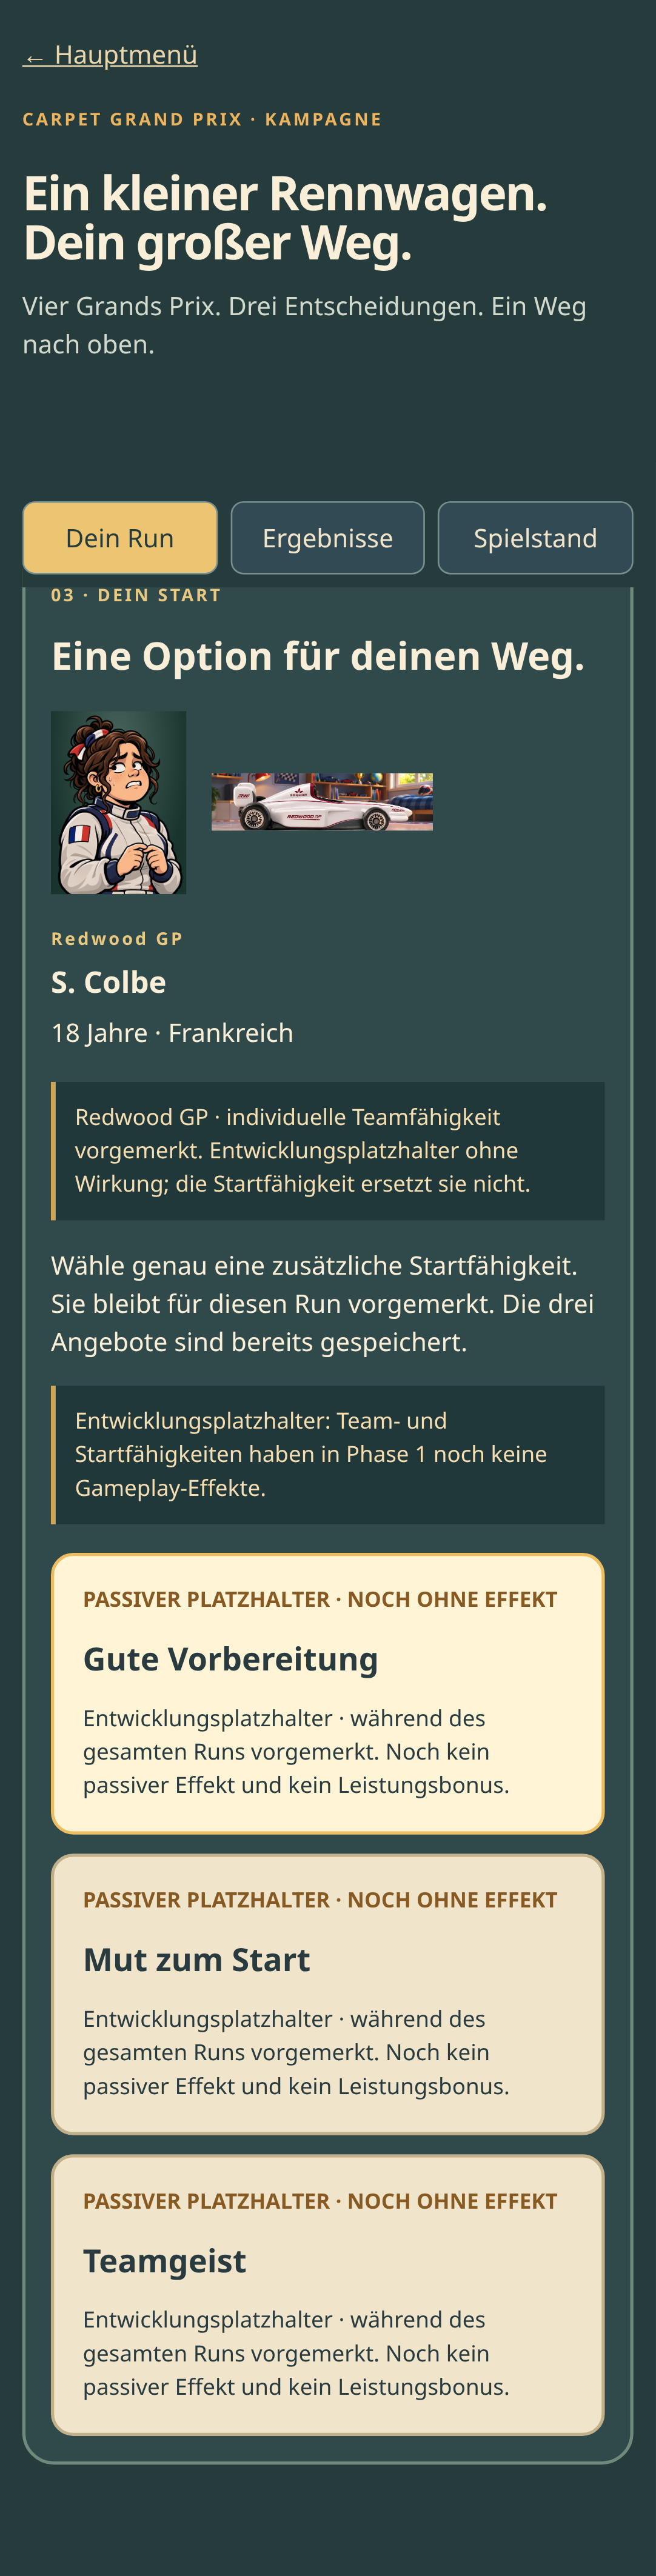 ← Hauptmenü
CARPET GRAND PRIX · KAMPAGNE
Ein kleiner Rennwagen.
Dein großer Weg.
Vier Grands Prix. Drei Entscheidungen. Ein Weg
nach oben.
Dein Run
Ergebnisse
Spielstand
03 · DEIN START
Eine Option für deinen Weg.
REDWOOD GP
Redwood GP
S. Colbe
18 Jahre · Frankreich
Redwood GP · individuelle Teamfähigkeit
vorgemerkt. Entwicklungsplatzhalter ohne
Wirkung; die Startfähigkeit ersetzt sie nicht.
Wähle genau eine zusätzliche Startfähigkeit.
Sie bleibt für diesen Run vorgemerkt. Die drei
Angebote sind bereits gespeichert.
Entwicklungsplatzhalter: Team- und
Startfähigkeiten haben in Phase 1 noch keine
Gameplay-Effekte.
PASSIVER PLATZHALTER · NOCH OHNE EFFEKT
Gute Vorbereitung
Entwicklungsplatzhalter · während des
gesamten Runs vorgemerkt. Noch kein
passiver Effekt und kein Leistungsbonus.
PASSIVER PLATZHALTER · NOCH OHNE EFFEKT
Mut zum Start
Entwicklungsplatzhalter · während des
gesamten Runs vorgemerkt. Noch kein
passiver Effekt und kein Leistungsbonus.
PASSIVER PLATZHALTER · NOCH OHNE EFFEKT
Teamgeist
Entwicklungsplatzhalter · während des
gesamten Runs vorgemerkt. Noch kein
passiver Effekt und kein Leistungsbonus.